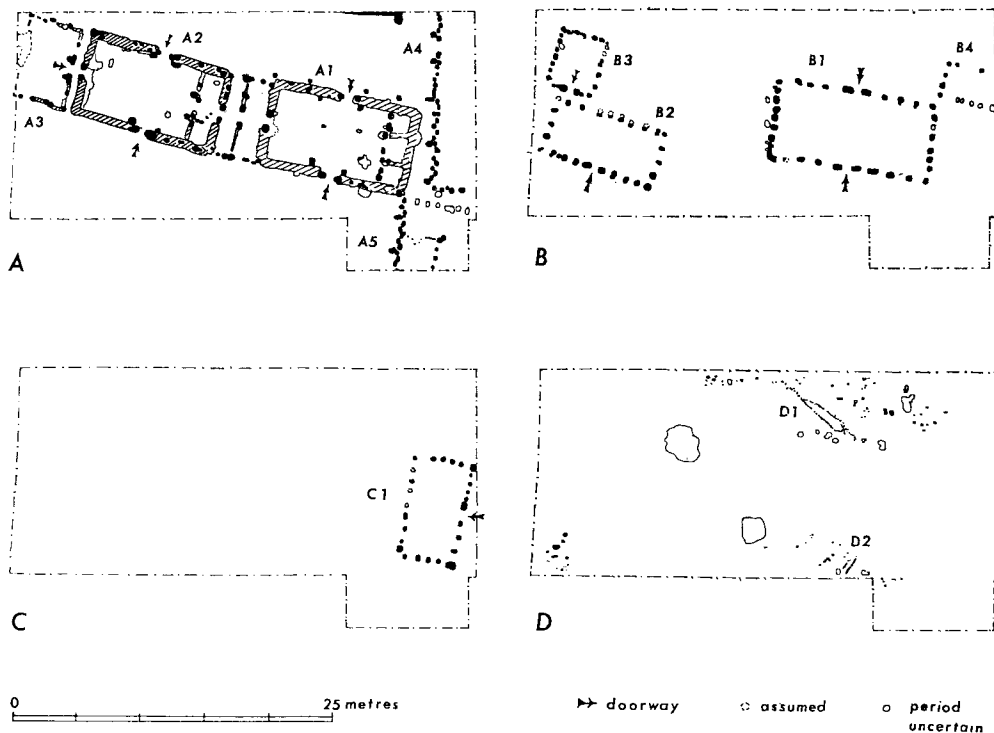 A2
A4
A1
A3
A5
A
B3
B1
B4
B2
B
C1
C
D1
D2
D
0 25 metres
doorway assumed period
uncertain